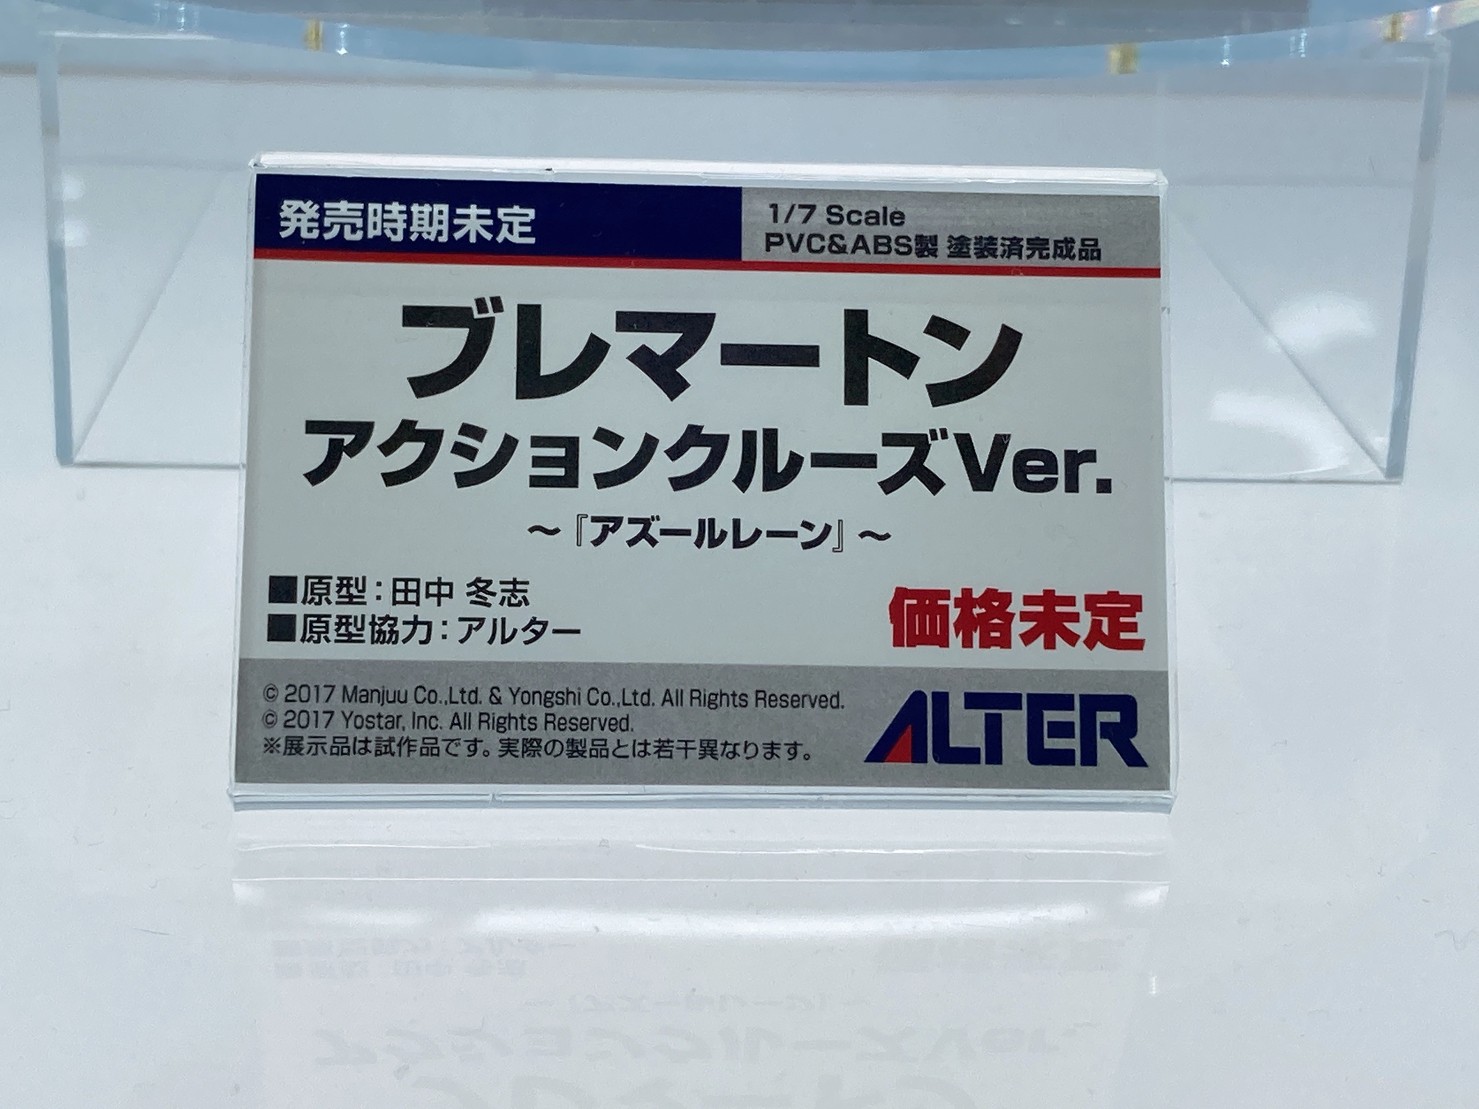 発売時期未定
1/7 Scale
PVC&ABS製 塗装済完成品
ブレマートン
アクションクルーズVer.
～『アズールレーン』～
■原型：田中 冬志
■原型協力：アルター
価格未定
© 2017 Manjuu Co.,Ltd. & Yongshi Co.,Ltd. All Rights Reserved.
© 2017 Yostar, Inc. All Rights Reserved.
※展示品は試作品です。実際の製品とは若干異なります。
ALTER